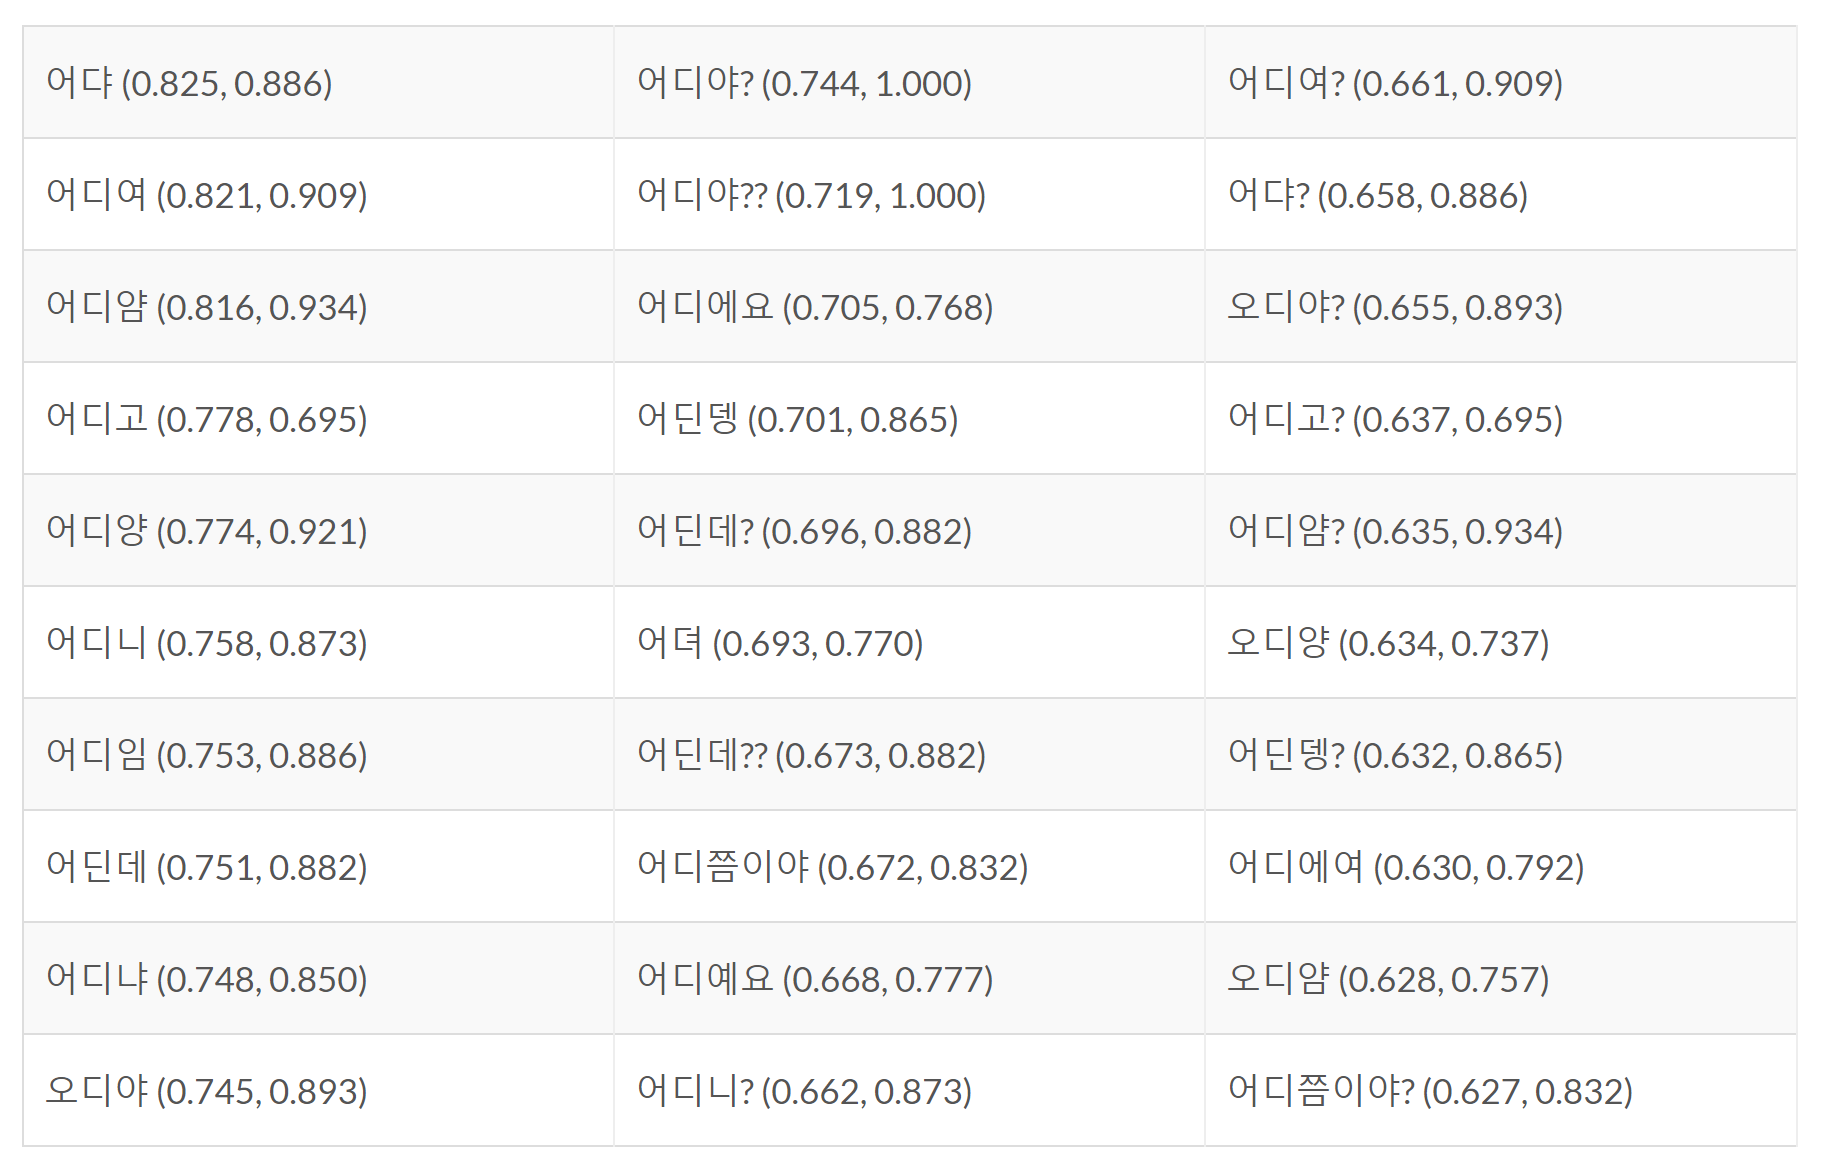 어댜 (0.825, 0.886) 어디야? (0.744, 1.000) 어디여? (0.661, 0.909)
어디여 (0.821, 0.909) 어디야?? (0.719, 1.000) 어댜? (0.658, 0.886)
어디얌 (0.816, 0.934) 어디에요 (0.705, 0.768) 오디야? (0.655, 0.893)
어디고 (0.778, 0.695) 어딘뎅 (0.701, 0.865) 어디고? (0.637, 0.695)
어디양 (0.774, 0.921) 어딘데? (0.696, 0.882) 어디얌? (0.635, 0.934)
어디니 (0.758, 0.873) 어뎌 (0.693, 0.770) 오디양 (0.634, 0.737)
어디임 (0.753, 0.886) 어딘데?? (0.673, 0.882) 어딘뎅? (0.632, 0.865)
어딘데 (0.751, 0.882) 어디쯤이야 (0.672, 0.832) 어디에여 (0.630, 0.792)
어디냐 (0.748, 0.850) 어디예요 (0.668, 0.777) 오디얌 (0.628, 0.757)
오디야 (0.745, 0.893) 어디니? (0.662, 0.873) 어디쯤이야? (0.627, 0.832)